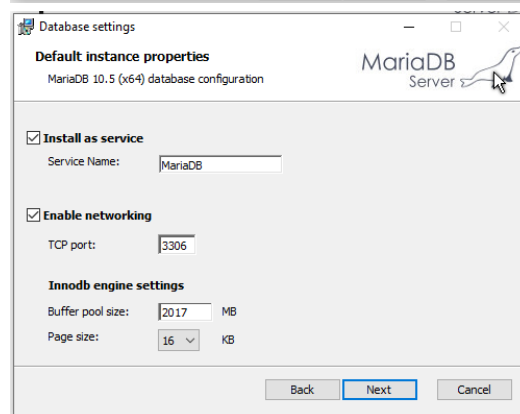 Database settings
Default instance properties
MariaDB 10.5 (x64) database configuration
MariaDB
Server
Install as service
Service Name: MariaDB
Enable networking
TCP port: 3306
Innodb engine settings
Buffer pool size: 2017 MB
Page size: 16 KB
Back Next Cancel